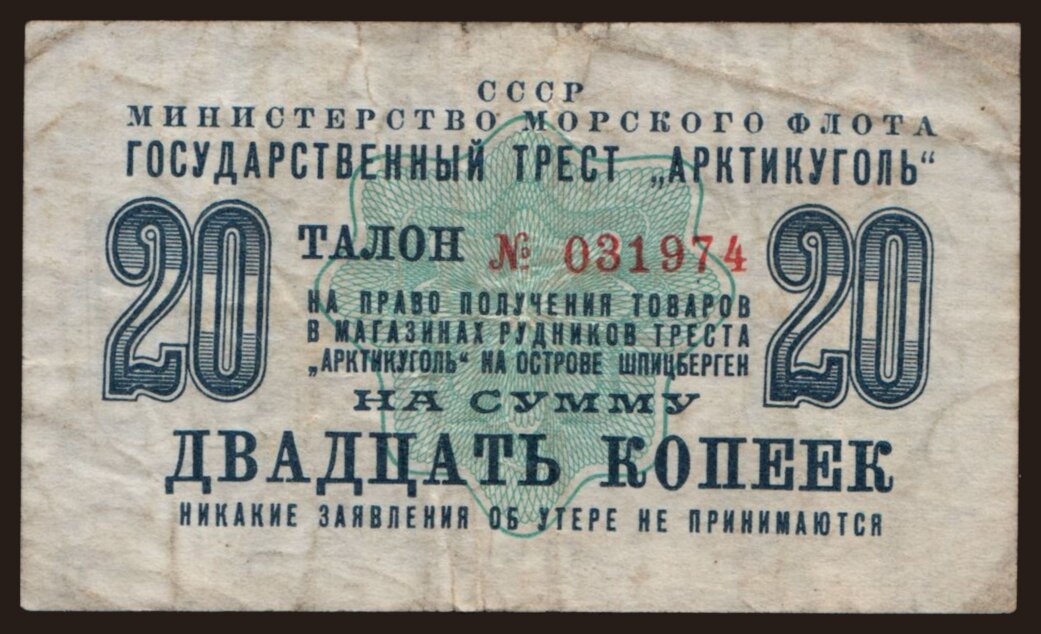 СССР
МИНИСТЕРСТВО МОРСКОГО ФЛОТА
ГОСУДАРСТВЕННЫЙ ТРЕСТ „АРКТИКУГОЛЬ“
20 ТАЛОН № 031974 20
НА ПРАВО ПОЛУЧЕНИЯ ТОВАРОВ
В МАГАЗИНАХ РУДНИКОВ ТРЕСТА
„АРКТИКУГОЛЬ“ НА ОСТРОВЕ ШПИЦБЕРГЕН
НА СУММУ
ДВАДЦАТЬ КОПЕЕК
НИКАКИЕ ЗАЯВЛЕНИЯ ОБ УТЕРЕ НЕ ПРИНИМАЮТСЯ